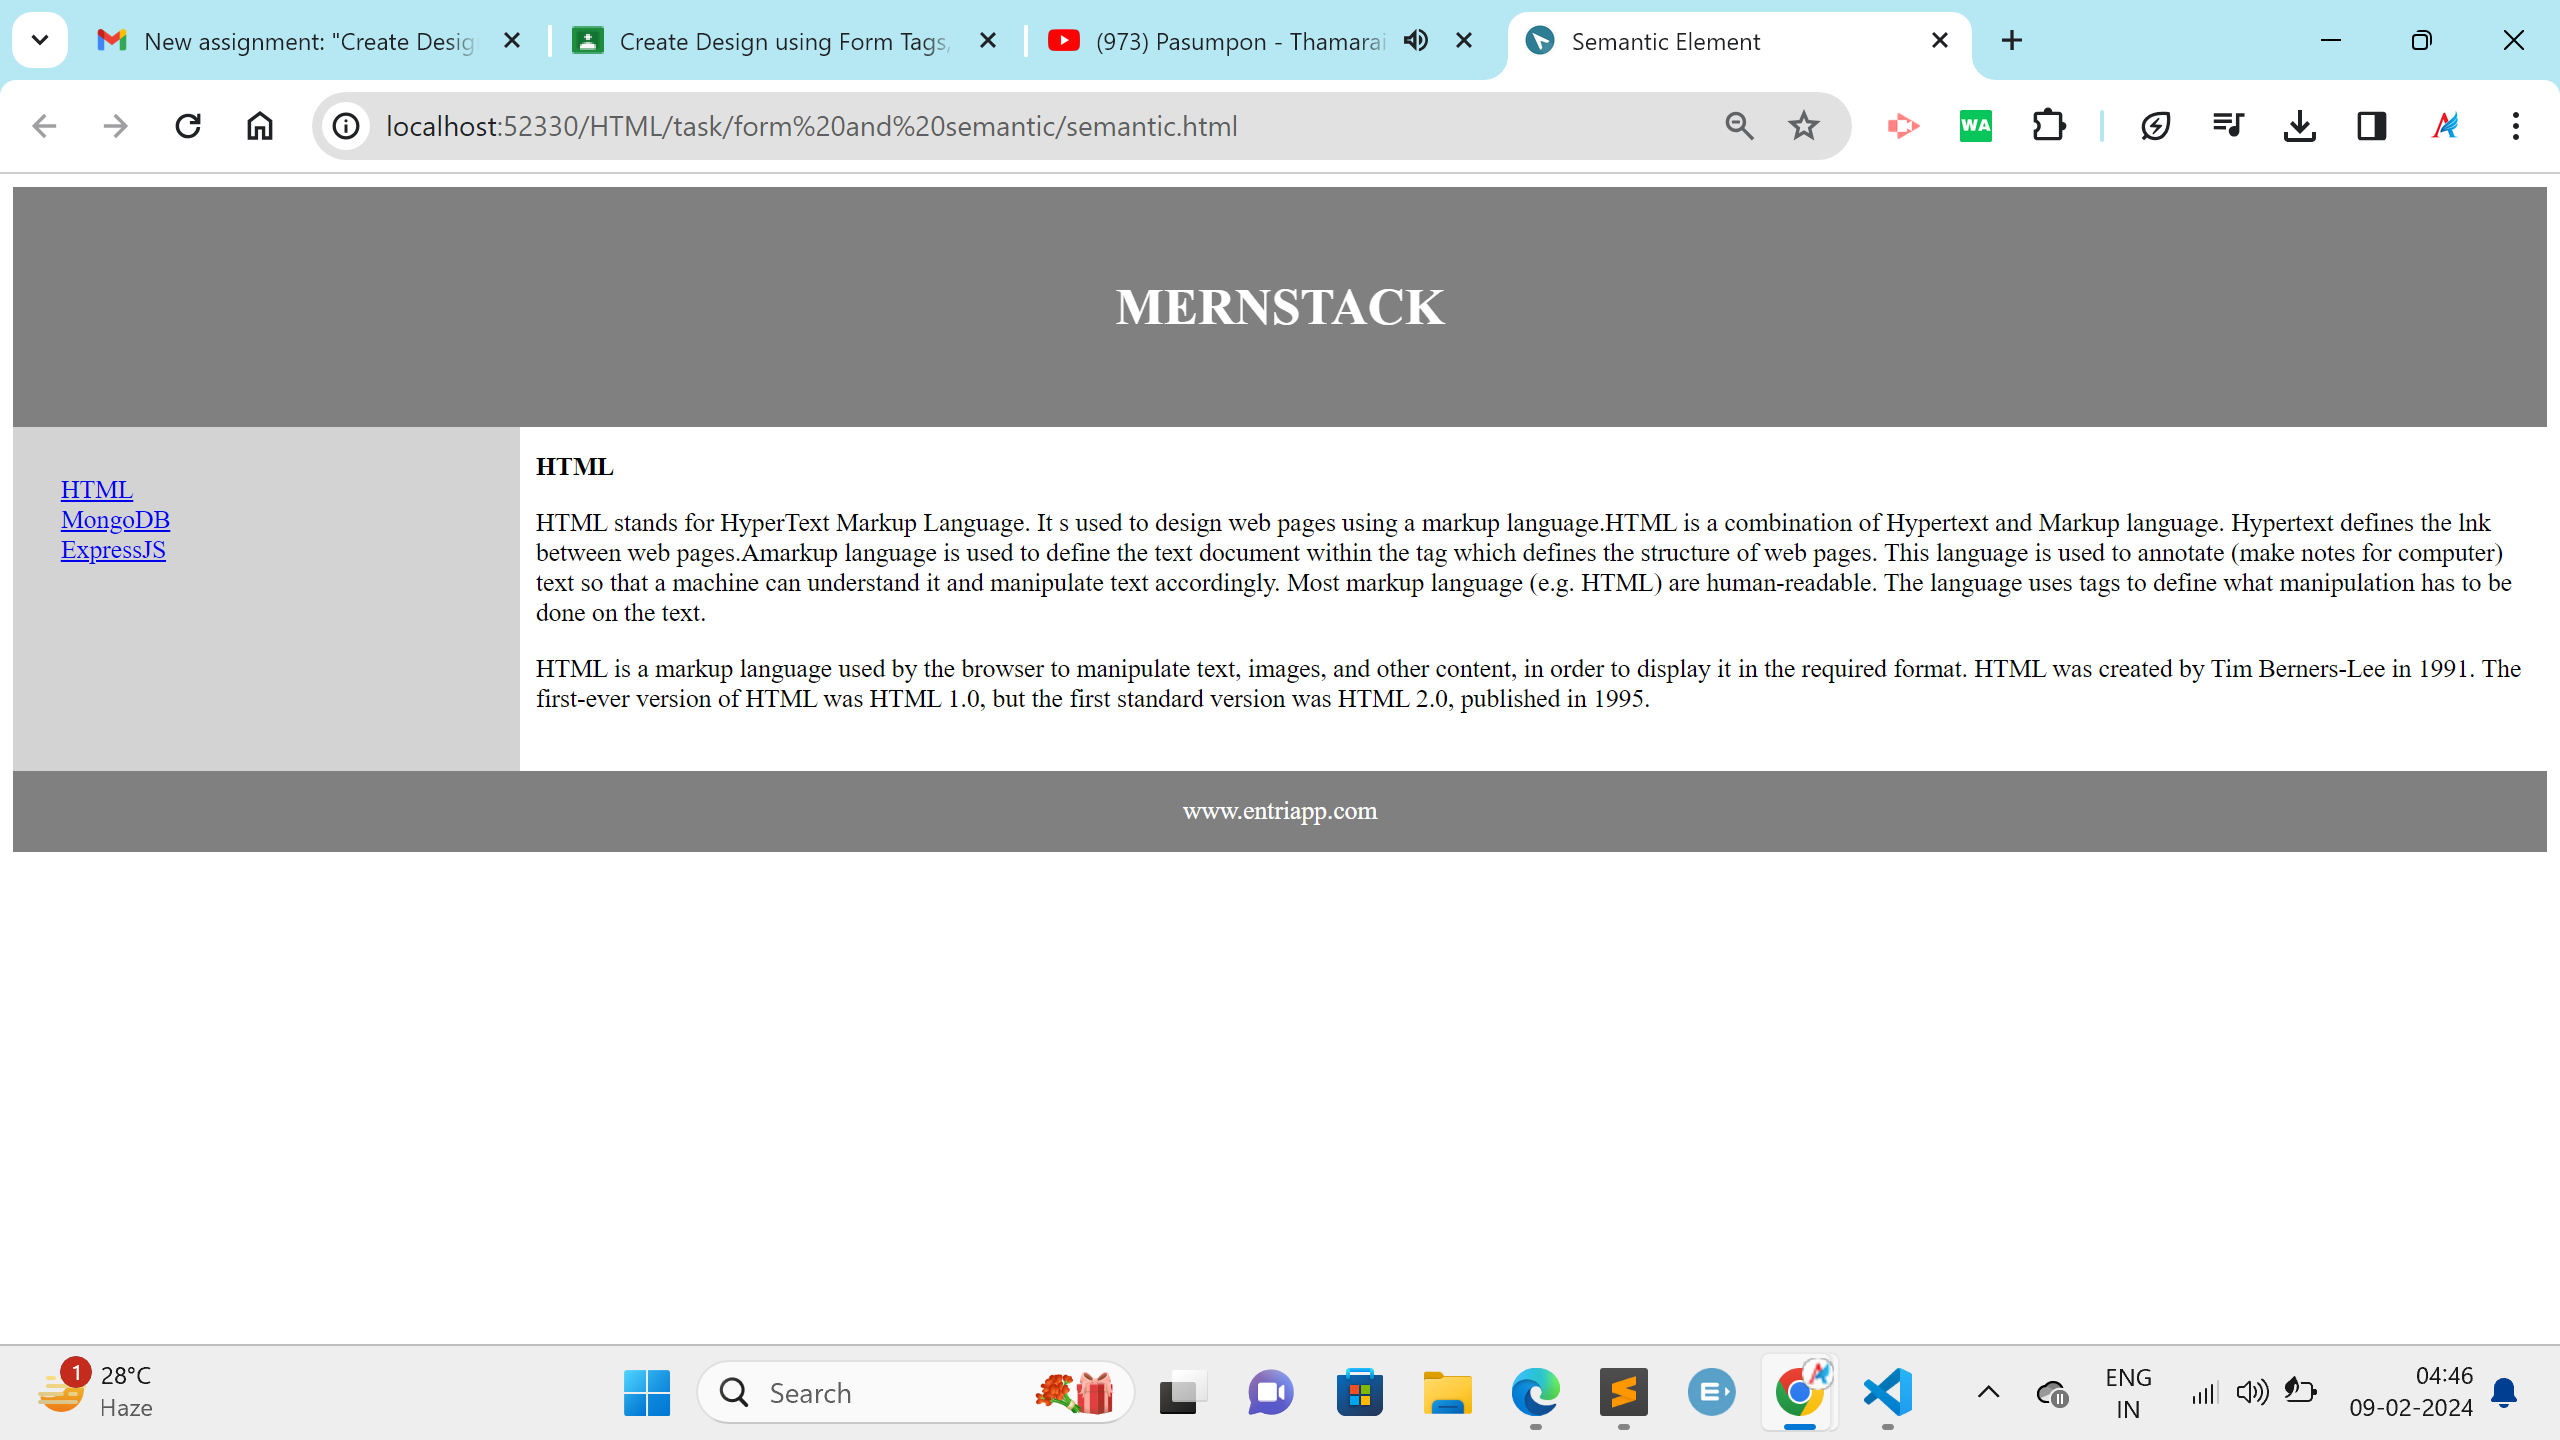 New assignment: "Create Desig
Create Design using Form Tags,
(973) Pasumpon - Thamarai
Semantic Element
localhost:52330/HTML/task/form%20and%20semantic/semantic.html
WA
MERNSTACK
HTML
MongoDB
ExpressJS
HTML
HTML stands for HyperText Markup Language. It s used to design web pages using a markup language.HTML is a combination of Hypertext and Markup language. Hypertext defines the lnk
between web pages.Amarkup language is used to define the text document within the tag which defines the structure of web pages. This language is used to annotate (make notes for computer)
text so that a machine can understand it and manipulate text accordingly. Most markup language (e.g. HTML) are human-readable. The language uses tags to define what manipulation has to be
done on the text.
HTML is a markup language used by the browser to manipulate text, images, and other content, in order to display it in the required format. HTML was created by Tim Berners-Lee in 1991. The
first-ever version of HTML was HTML 1.0, but the first standard version was HTML 2.0, published in 1995.
www.entriapp.com
1
28°C
Haze
Search
E
ENG
IN
04:46
09-02-2024